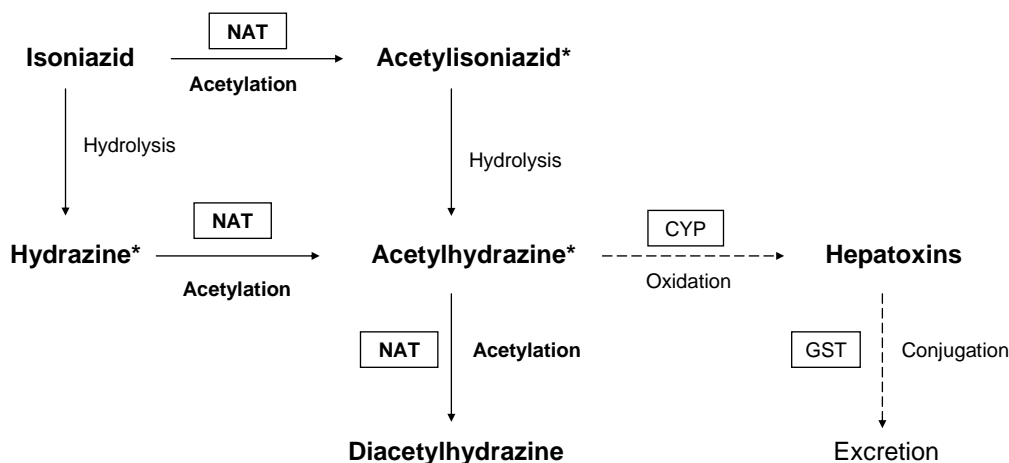 NAT
Isoniazid
Acetylisoniazid*
Acetylation
Hydrolysis
Hydrolysis
NAT
CYP
Hydrazine*
Acetylhydrazine*
Hepatoxins
Acetylation
Oxidation
NAT
Acetylation
GST
Conjugation
Diacetylhydrazine
Excretion